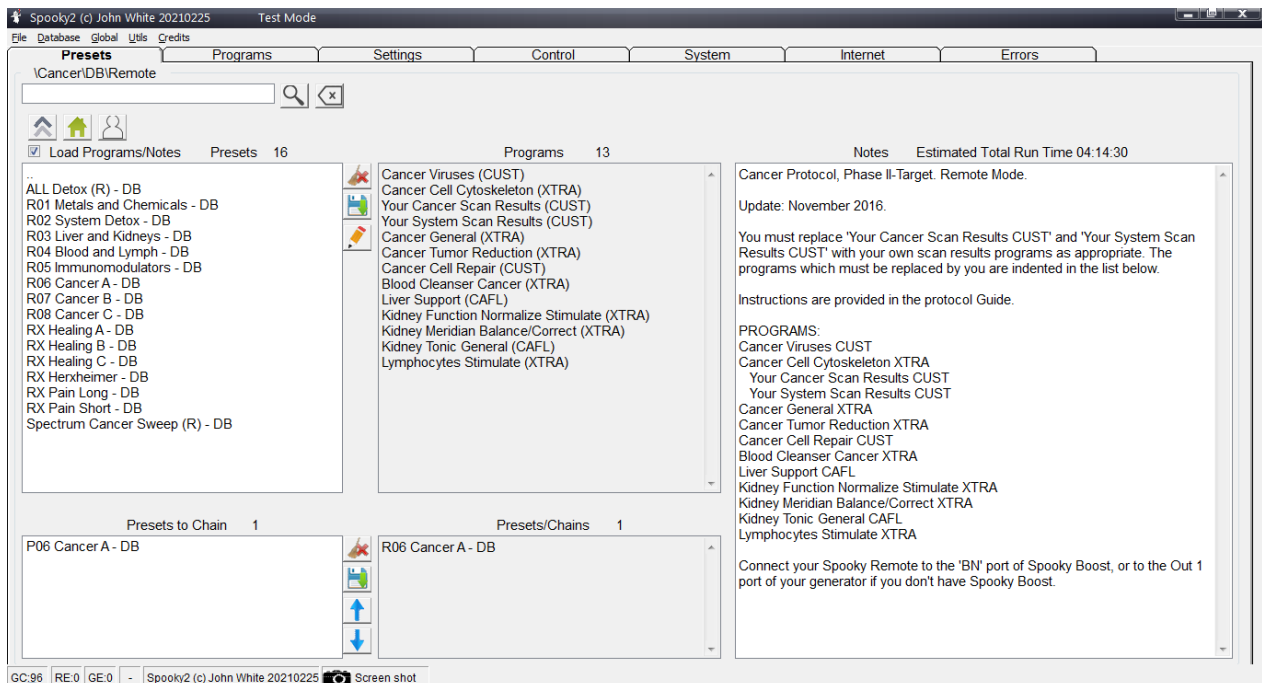 Spooky2 (c) John White 20210225 Test Mode
File Database Global Utils Credits
Presets Programs Settings Control System Internet Errors
\Cancer\DB\Remote
Load Programs/Notes Presets 16
..
ALL Detox (R) - DB
R01 Metals and Chemicals - DB
R02 System Detox - DB
R03 Liver and Kidneys - DB
R04 Blood and Lymph - DB
R05 Immunomodulators - DB
R06 Cancer A - DB
R07 Cancer B - DB
R08 Cancer C - DB
RX Healing A - DB
RX Healing B - DB
RX Healing C - DB
RX Herxheimer - DB
RX Pain Long - DB
RX Pain Short - DB
Spectrum Cancer Sweep (R) - DB
Programs 13
Cancer Viruses (CUST)
Cancer Cell Cytoskeleton (XTRA)
Your Cancer Scan Results (CUST)
Your System Scan Results (CUST)
Cancer General (XTRA)
Cancer Tumor Reduction (XTRA)
Cancer Cell Repair (CUST)
Blood Cleanser Cancer (XTRA)
Liver Support (CAFL)
Kidney Function Normalize Stimulate (XTRA)
Kidney Meridian Balance/Correct (XTRA)
Kidney Tonic General (CAFL)
Lymphocytes Stimulate (XTRA)
Notes Estimated Total Run Time 04:14:30
Cancer Protocol, Phase II-Target. Remote Mode.
Update: November 2016.
You must replace 'Your Cancer Scan Results CUST' and 'Your System Scan
Results CUST' with your own scan results programs as appropriate. The
programs which must be replaced by you are indented in the list below.
Instructions are provided in the protocol Guide.
PROGRAMS:
Cancer Viruses CUST
Cancer Cell Cytoskeleton XTRA
Your Cancer Scan Results CUST
Your System Scan Results CUST
Cancer General XTRA
Cancer Tumor Reduction XTRA
Cancer Cell Repair CUST
Blood Cleanser Cancer XTRA
Liver Support CAFL
Kidney Function Normalize Stimulate XTRA
Kidney Meridian Balance/Correct XTRA
Kidney Tonic General CAFL
Lymphocytes Stimulate XTRA
Connect your Spooky Remote to the 'BN' port of Spooky Boost, or to the Out 1
port of your generator if you don't have Spooky Boost.
Presets to Chain 1
P06 Cancer A - DB
Presets/Chains 1
R06 Cancer A - DB
GC:96 RE:0 GE:0 - Spooky2 (c) John White 20210225 Screen shot